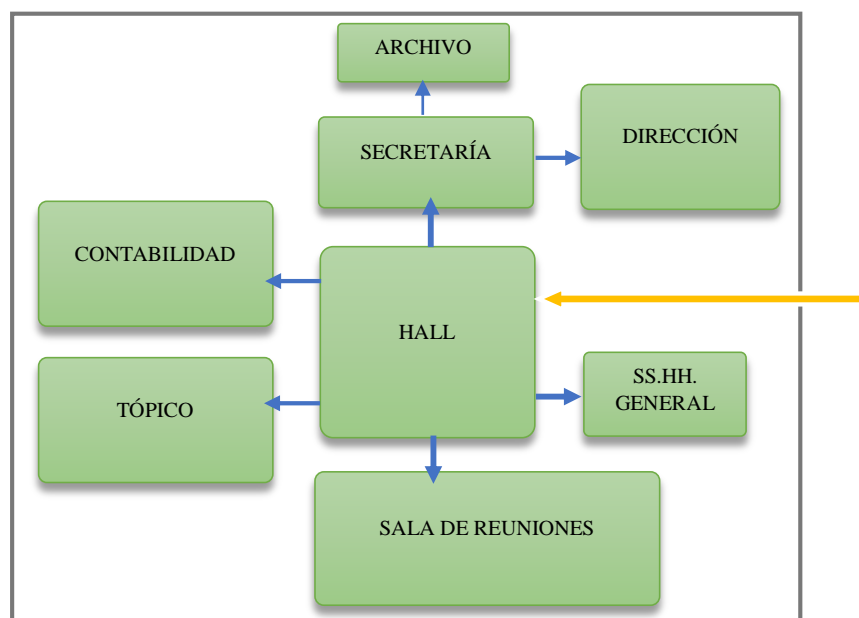 ARCHIVO
SECRETARÍA
DIRECCIÓN
CONTABILIDAD
HALL
TÓPICO
SS.HH.
GENERAL
SALA DE REUNIONES